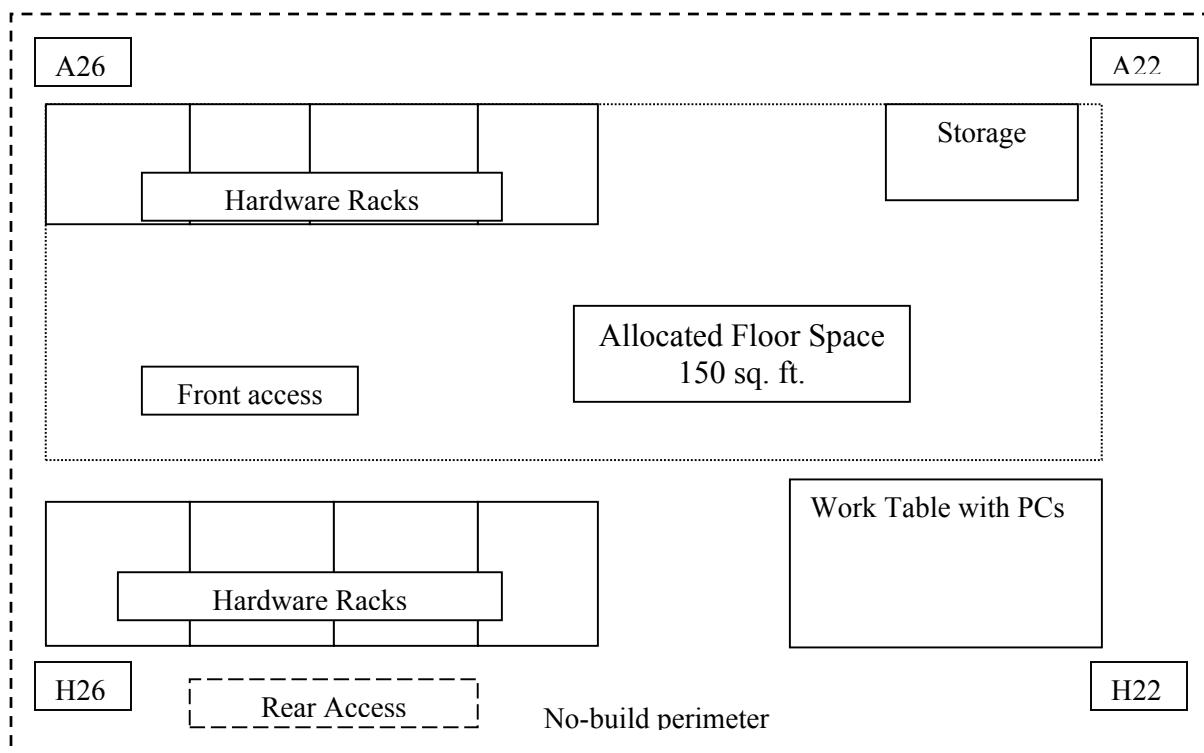 A26
A22
Storage
Hardware Racks
Allocated Floor Space
150 sq. ft.
Front access
Work Table with PCs
Hardware Racks
H26
H22
Rear Access
No-build perimeter